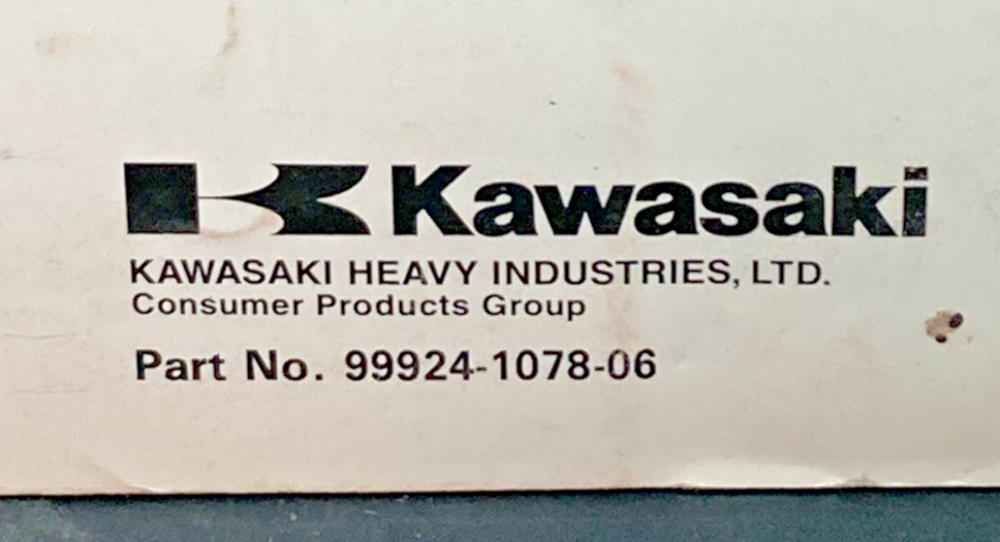 Kawasaki
KAWASAKI HEAVY INDUSTRIES, LTD.
Consumer Products Group
Part No. 99924-1078-06